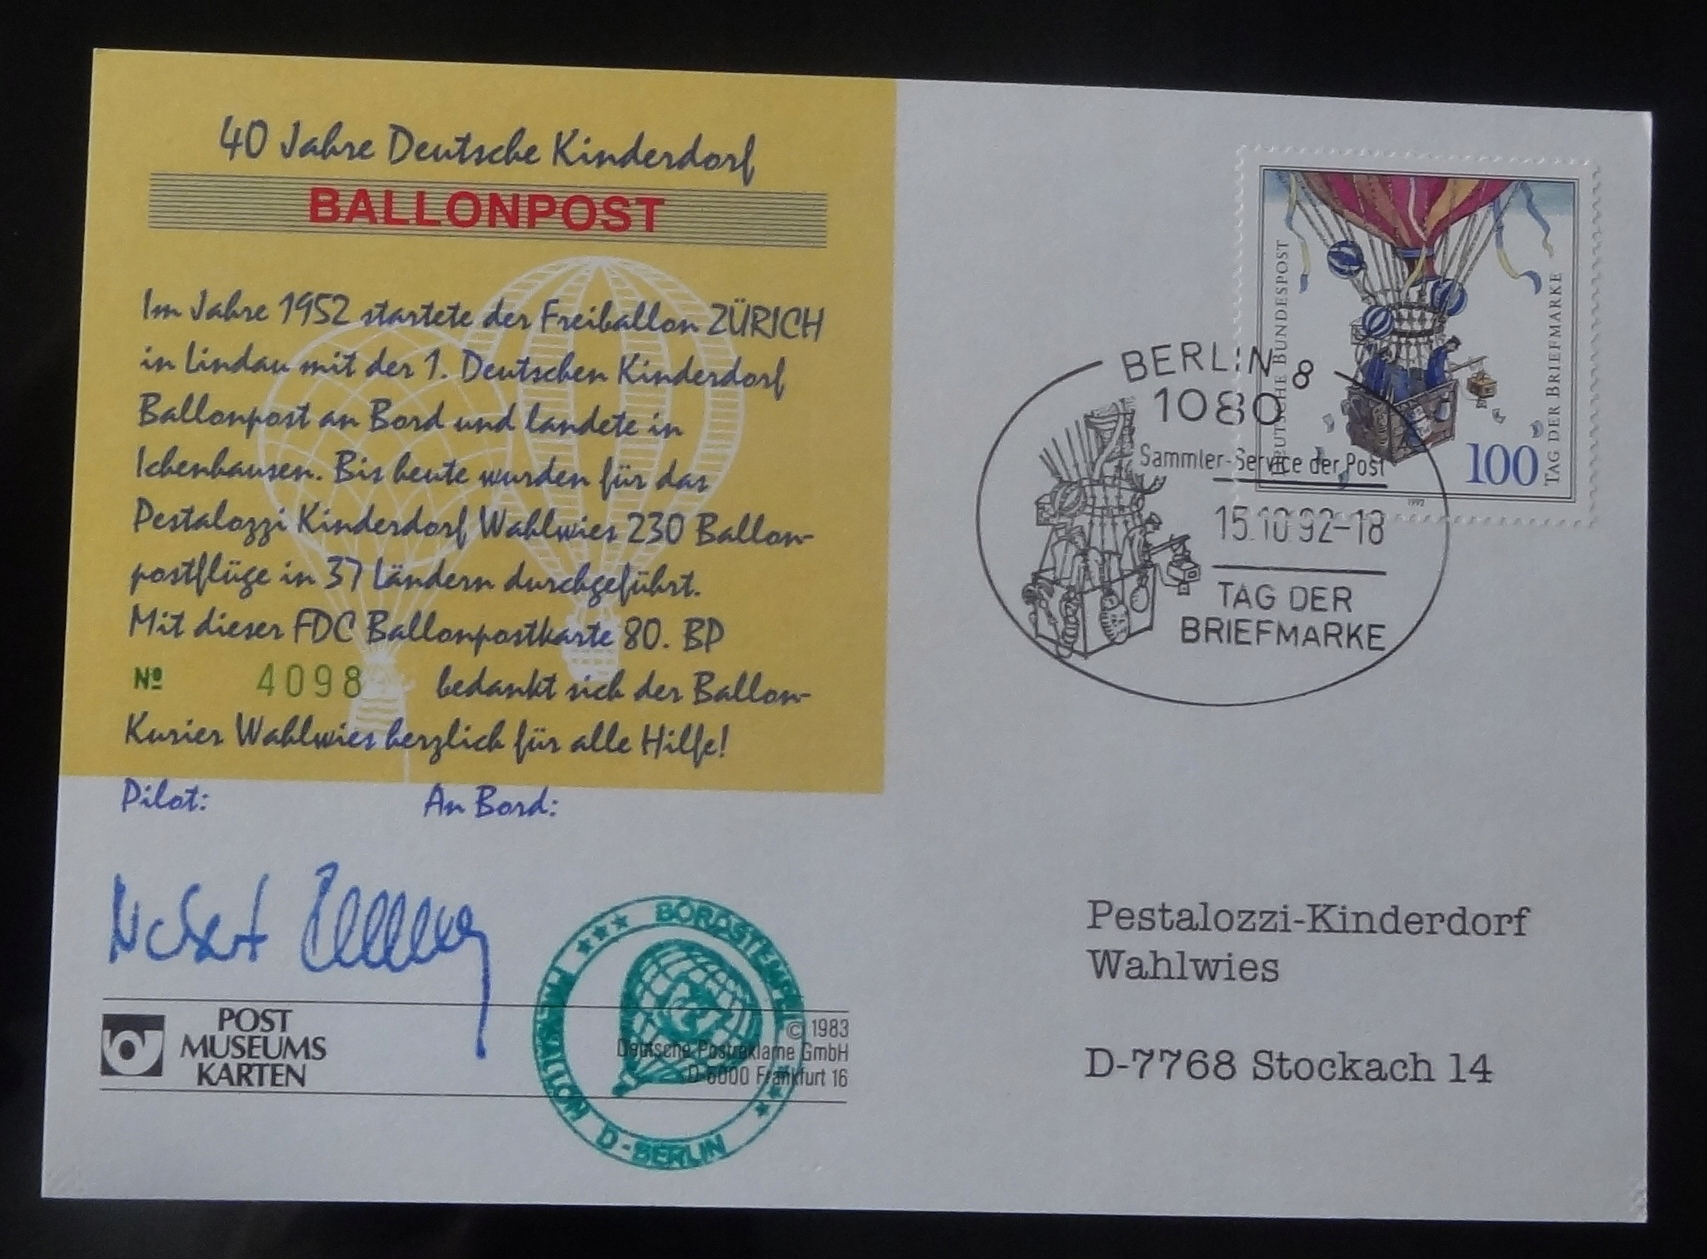 40 Jahre Deutsche Kinderdorf
BALLONPOST
Im Jahre 1952 startete der Freiballon ZÜRICH
in Lindau mit der 1. Deutschen Kinderdorf
Ballonpost an Bord und landete in
Ichenhausen. Bis heute wurden für das
Pestalozzi Kinderdorf Wahlwies 230 Ballon-
postflüge in 37 Ländern durchgeführt.
Mit dieser FDC Ballonpostkarte 80. BP
Nº 4098 bedankt sich der Ballon-
Kurier Wahlwies herzlich für alle Hilfe!
Pilot: An Bord:
POST
MUSEUMS
KARTEN
© 1983
Deutsche Postreklame GmbH
D-6000 Frankfurt 16
BORDSTEMPEL
D-BERLIN
DEUTSCHE BUNDESPOST
TAG DER BRIEFMARKE
100
1992
BERLIN 8
1080
Sammler-Service der Post
15.10.92-18
TAG DER
BRIEFMARKE
Pestalozzi-Kinderdorf
Wahlwies
D-7768 Stockach 14